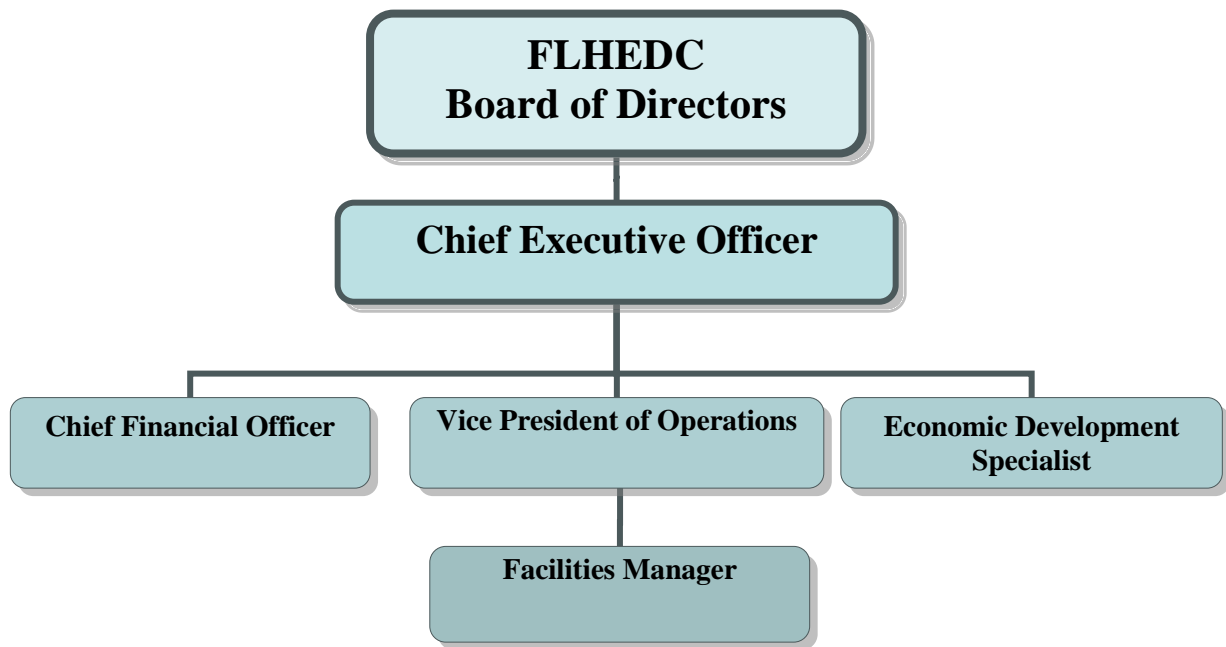 FLHEDC
Board of Directors
Chief Executive Officer
Chief Financial Officer
Vice President of Operations
Economic Development
Specialist
Facilities Manager